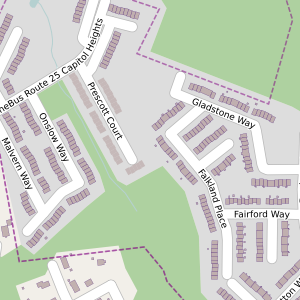 neBus Route 25 Capitol Heights
Prescott Court
Onslow Way
Malvern Way
Gladstone Way
Falkland Place
Fairford Way
ton W